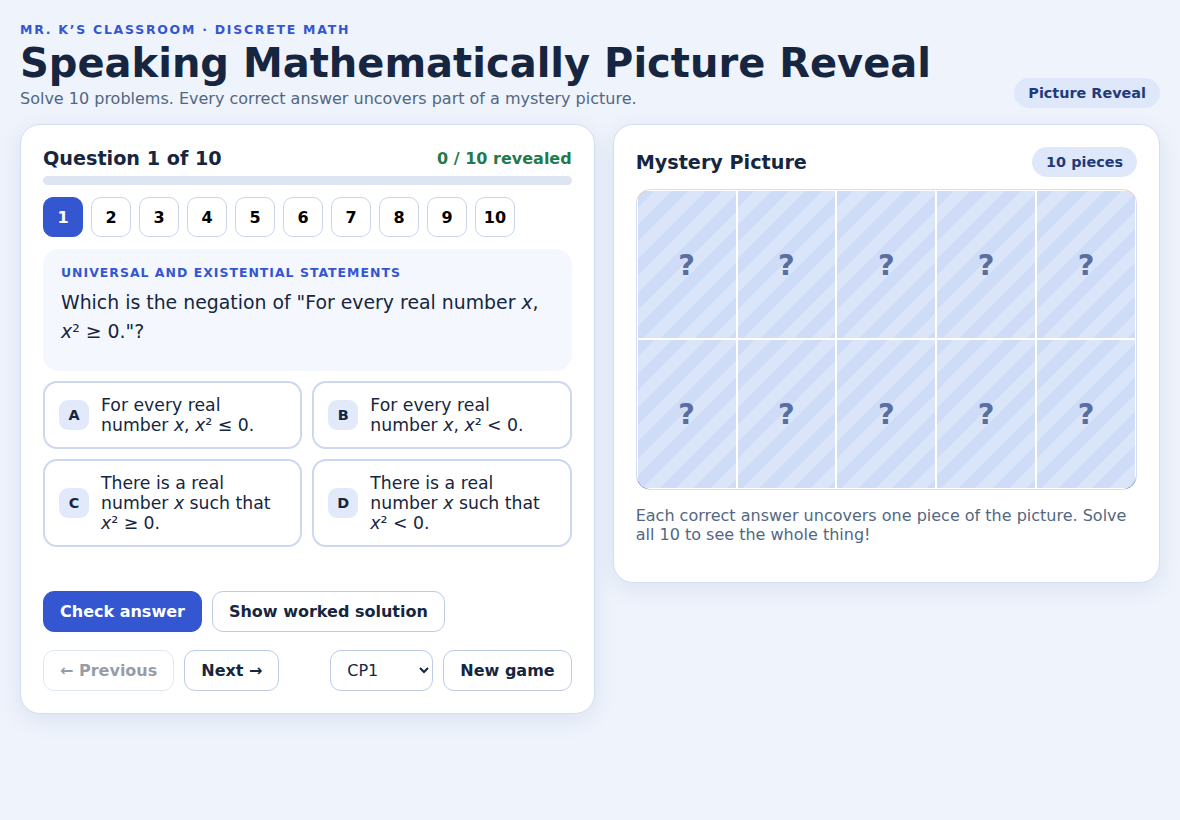 MR. K’S CLASSROOM · DISCRETE MATH
Speaking Mathematically Picture Reveal
Solve 10 problems. Every correct answer uncovers part of a mystery picture.
Picture Reveal
Question 1 of 10
0 / 10 revealed
1 2 3 4 5 6 7 8 9 10
UNIVERSAL AND EXISTENTIAL STATEMENTS
Which is the negation of "For every real number x,
x² ≥ 0."?
A
For every real
number x, x² ≤ 0.
B
For every real
number x, x² < 0.
C
There is a real
number x such that
x² ≥ 0.
D
There is a real
number x such that
x² < 0.
Check answer
Show worked solution
← Previous
Next →
CP1
New game
Mystery Picture
10 pieces
? ? ? ? ?
? ? ? ? ?
Each correct answer uncovers one piece of the picture. Solve
all 10 to see the whole thing!